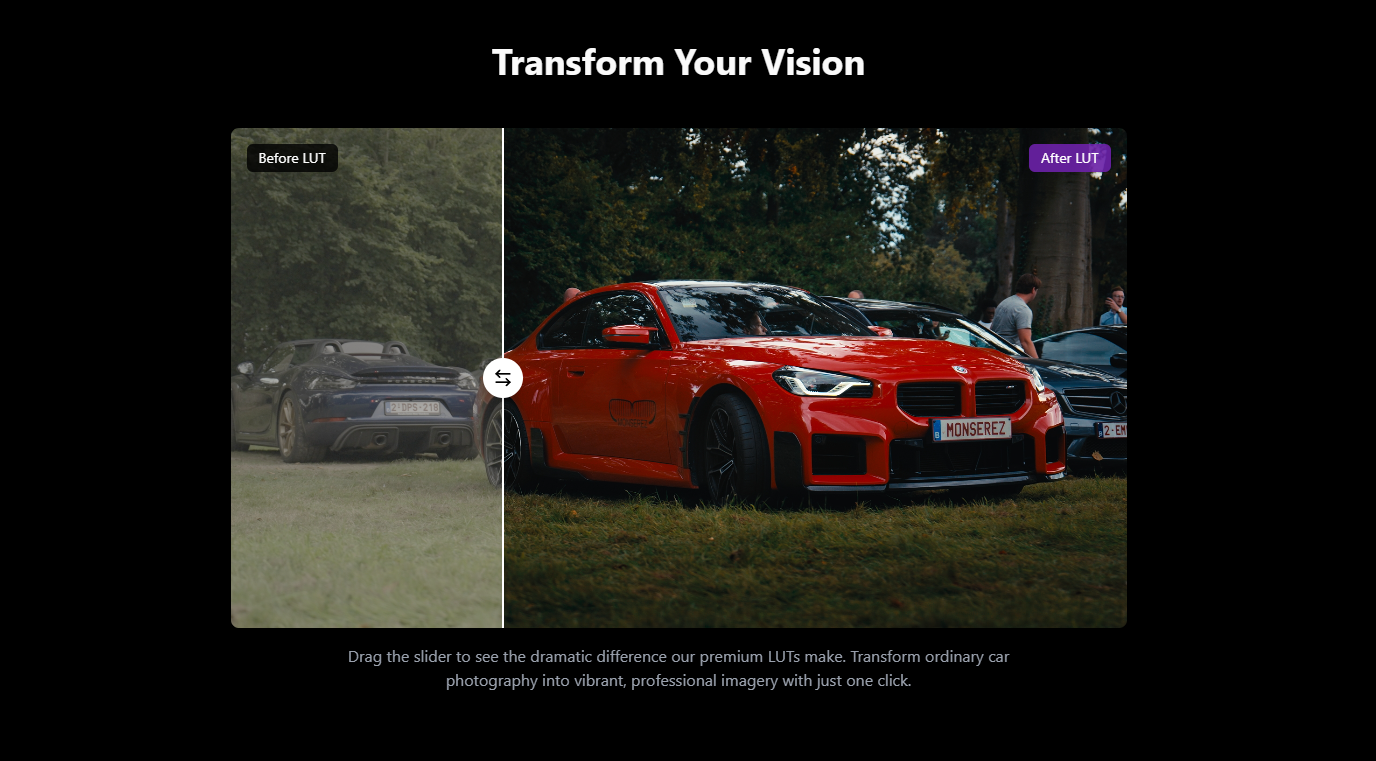 Transform Your Vision
Before LUT
After LUT
2-DPS-218
MONSEREZ
2-EM
Drag the slider to see the dramatic difference our premium LUTs make. Transform ordinary car
photography into vibrant, professional imagery with just one click.